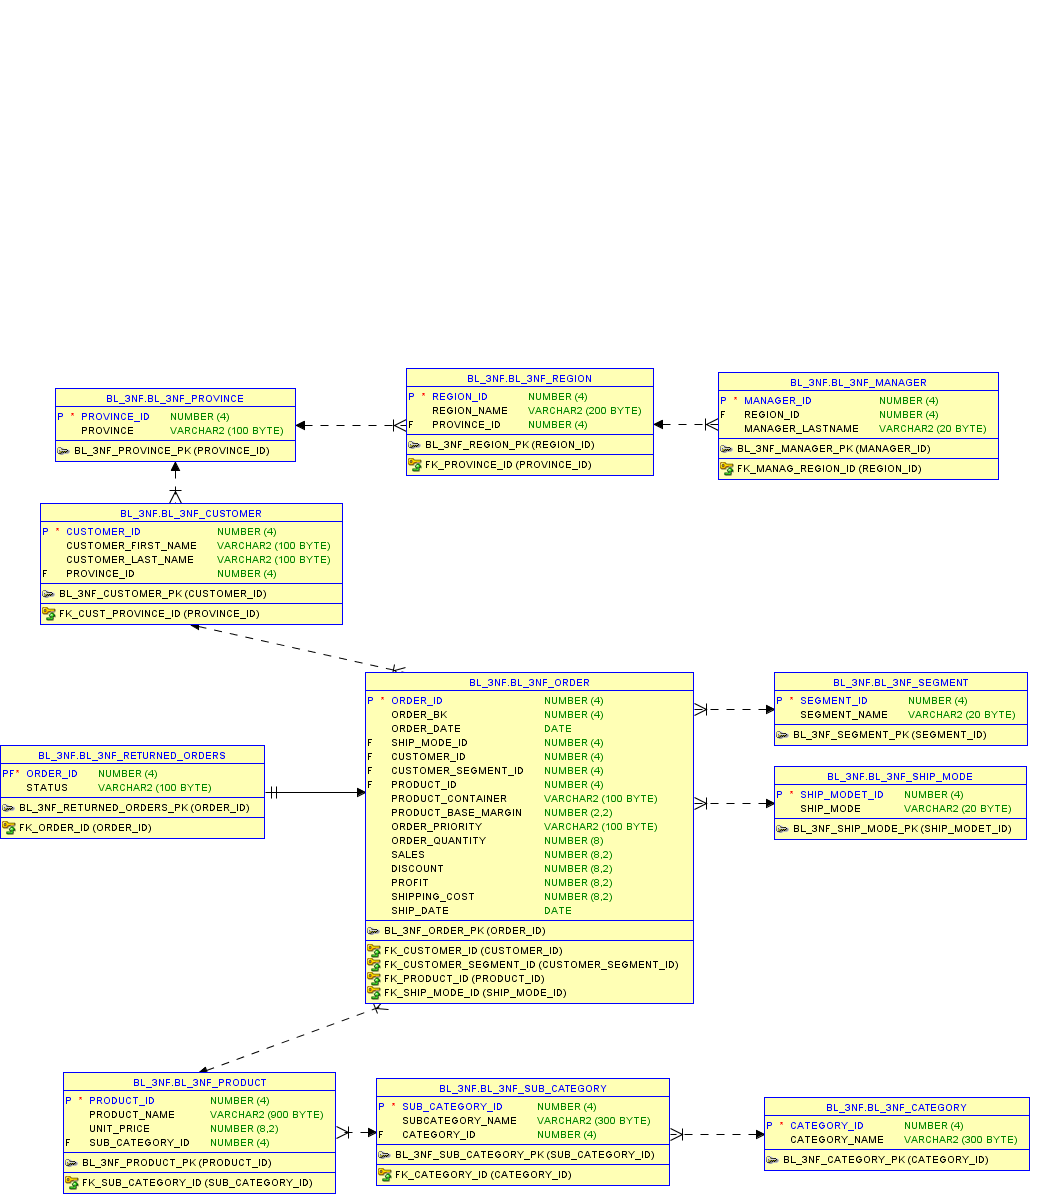 BL_3NF.BL_3NF_PROVINCE
P * PROVINCE_ID NUMBER (4)
PROVINCE VARCHAR2 (100 BYTE)
BL_3NF_PROVINCE_PK (PROVINCE_ID)
BL_3NF.BL_3NF_REGION
P * REGION_ID NUMBER (4)
REGION_NAME VARCHAR2 (200 BYTE)
F PROVINCE_ID NUMBER (4)
BL_3NF_REGION_PK (REGION_ID)
FK_PROVINCE_ID (PROVINCE_ID)
BL_3NF.BL_3NF_MANAGER
P * MANAGER_ID NUMBER (4)
F REGION_ID NUMBER (4)
MANAGER_LASTNAME VARCHAR2 (20 BYTE)
BL_3NF_MANAGER_PK (MANAGER_ID)
FK_MANAG_REGION_ID (REGION_ID)
BL_3NF.BL_3NF_CUSTOMER
P * CUSTOMER_ID NUMBER (4)
CUSTOMER_FIRST_NAME VARCHAR2 (100 BYTE)
CUSTOMER_LAST_NAME VARCHAR2 (100 BYTE)
F PROVINCE_ID NUMBER (4)
BL_3NF_CUSTOMER_PK (CUSTOMER_ID)
FK_CUST_PROVINCE_ID (PROVINCE_ID)
BL_3NF.BL_3NF_ORDER
P * ORDER_ID NUMBER (4)
ORDER_BK NUMBER (4)
ORDER_DATE DATE
F SHIP_MODE_ID NUMBER (4)
F CUSTOMER_ID NUMBER (4)
F CUSTOMER_SEGMENT_ID NUMBER (4)
F PRODUCT_ID NUMBER (4)
PRODUCT_CONTAINER VARCHAR2 (100 BYTE)
PRODUCT_BASE_MARGIN NUMBER (2,2)
ORDER_PRIORITY VARCHAR2 (100 BYTE)
ORDER_QUANTITY NUMBER (8)
SALES NUMBER (8,2)
DISCOUNT NUMBER (8,2)
PROFIT NUMBER (8,2)
SHIPPING_COST NUMBER (8,2)
SHIP_DATE DATE
BL_3NF_ORDER_PK (ORDER_ID)
FK_CUSTOMER_ID (CUSTOMER_ID)
FK_CUSTOMER_SEGMENT_ID (CUSTOMER_SEGMENT_ID)
FK_PRODUCT_ID (PRODUCT_ID)
FK_SHIP_MODE_ID (SHIP_MODE_ID)
BL_3NF.BL_3NF_SEGMENT
P * SEGMENT_ID NUMBER (4)
SEGMENT_NAME VARCHAR2 (20 BYTE)
BL_3NF_SEGMENT_PK (SEGMENT_ID)
BL_3NF.BL_3NF_RETURNED_ORDERS
PF* ORDER_ID NUMBER (4)
STATUS VARCHAR2 (100 BYTE)
BL_3NF_RETURNED_ORDERS_PK (ORDER_ID)
FK_ORDER_ID (ORDER_ID)
BL_3NF.BL_3NF_SHIP_MODE
P * SHIP_MODET_ID NUMBER (4)
SHIP_MODE VARCHAR2 (20 BYTE)
BL_3NF_SHIP_MODE_PK (SHIP_MODET_ID)
BL_3NF.BL_3NF_PRODUCT
P * PRODUCT_ID NUMBER (4)
PRODUCT_NAME VARCHAR2 (900 BYTE)
UNIT_PRICE NUMBER (8,2)
F SUB_CATEGORY_ID NUMBER (4)
BL_3NF_PRODUCT_PK (PRODUCT_ID)
FK_SUB_CATEGORY_ID (SUB_CATEGORY_ID)
BL_3NF.BL_3NF_SUB_CATEGORY
P * SUB_CATEGORY_ID NUMBER (4)
SUBCATEGORY_NAME VARCHAR2 (300 BYTE)
F CATEGORY_ID NUMBER (4)
BL_3NF_SUB_CATEGORY_PK (SUB_CATEGORY_ID)
FK_CATEGORY_ID (CATEGORY_ID)
BL_3NF.BL_3NF_CATEGORY
P * CATEGORY_ID NUMBER (4)
CATEGORY_NAME VARCHAR2 (300 BYTE)
BL_3NF_CATEGORY_PK (CATEGORY_ID)